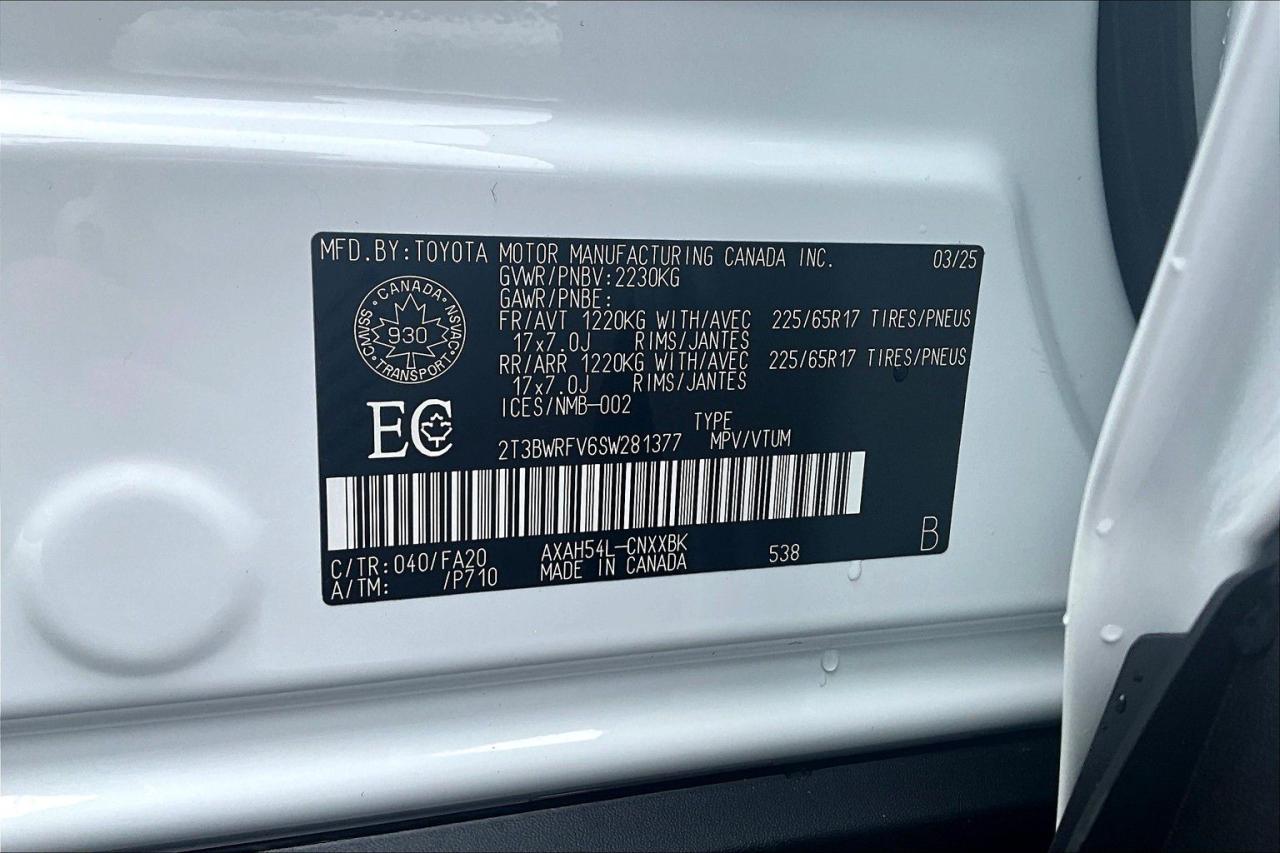 MFD.BY:TOYOTA MOTOR MANUFACTURING CANADA INC. 03/25
GVWR/PNBV:2230KG
GAWR/PNBE:
FR/AVT 1220KG WITH/AVEC 225/65R17 TIRES/PNEUS
17x7.0J RIMS/JANTES
RR/ARR 1220KG WITH/AVEC 225/65R17 TIRES/PNEUS
17x7.0J RIMS/JANTES
ICES/NMB-002
CANADA
CMVSS NSVAC
930
TRANSPORT
EC
TYPE
2T3BWRFV6SW281377 MPV/VTUM
C/TR:040/FA20 AXAH54L-CNXXBK 538 B
A/TM: /P710 MADE IN CANADA